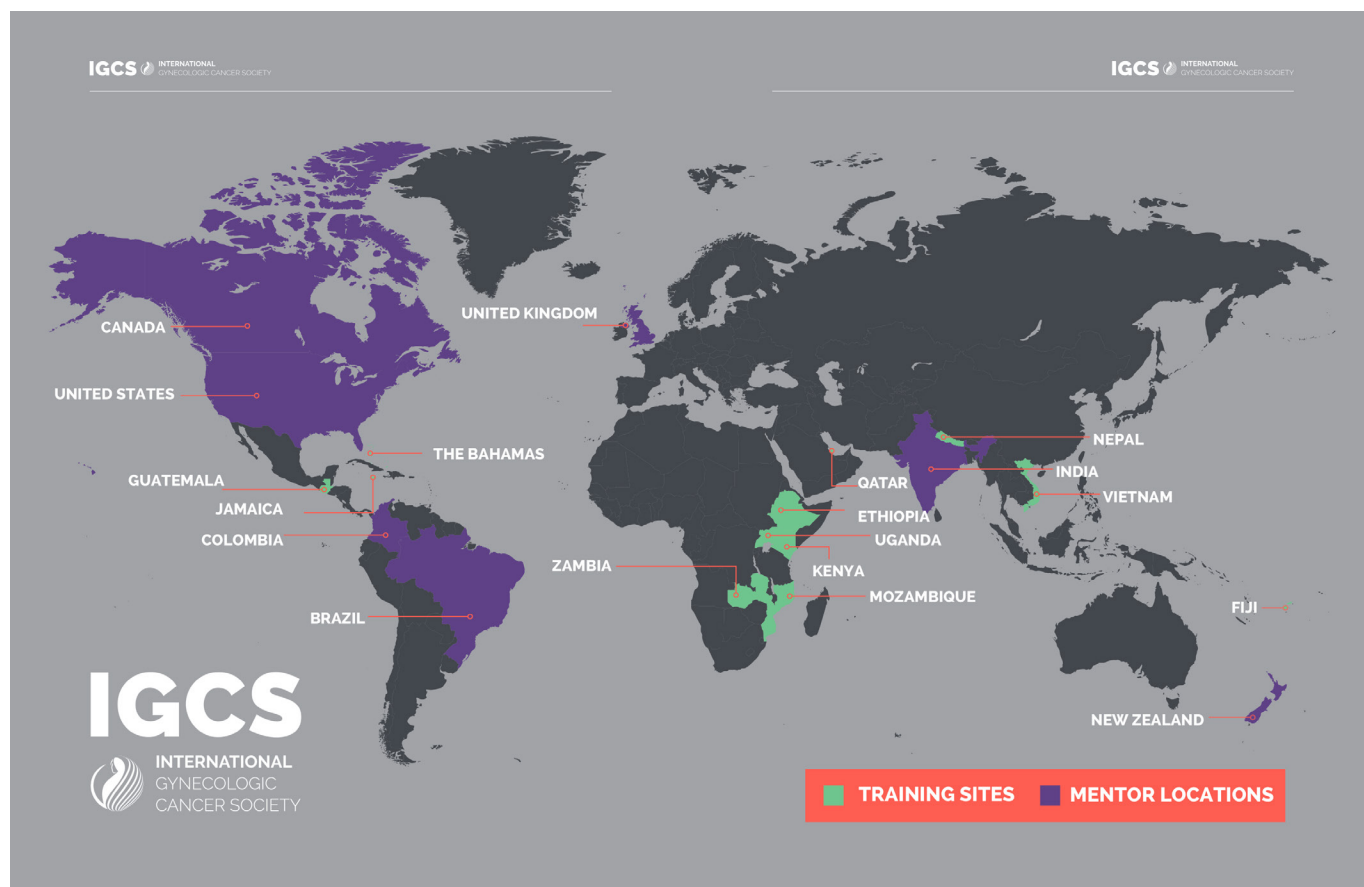 IGCS INTERNATIONAL
GYNECOLOGIC CANCER SOCIETY
IGCS INTERNATIONAL
GYNECOLOGIC CANCER SOCIETY
CANADA
UNITED KINGDOM
UNITED STATES
THE BAHAMAS
GUATEMALA
JAMAICA
COLOMBIA
BRAZIL
NEPAL
INDIA
QATAR
VIETNAM
ETHIOPIA
UGANDA
ZAMBIA
KENYA
MOZAMBIQUE
FIJI
NEW ZEALAND
IGCS
INTERNATIONAL
GYNECOLOGIC
CANCER SOCIETY
TRAINING SITES
MENTOR LOCATIONS